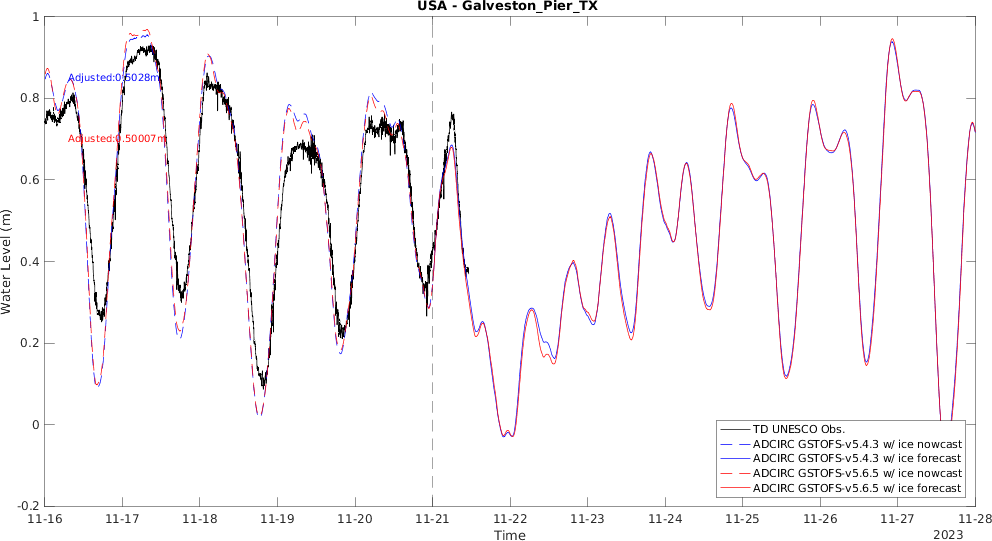 USA - Galveston_Pier_TX
1
0.8
0.6
0.4
0.2
0
-0.2
Water Level (m)
Adjusted:0.5028m
Adjusted:0.50007m
TD UNESCO Obs.
ADCIRC GSTOFS-v5.4.3 w/ ice nowcast
ADCIRC GSTOFS-v5.4.3 w/ ice forecast
ADCIRC GSTOFS-v5.6.5 w/ ice nowcast
ADCIRC GSTOFS-v5.6.5 w/ ice forecast
11-16 11-17 11-18 11-19 11-20 11-21 11-22 11-23 11-24 11-25 11-26 11-27 11-28
Time
2023